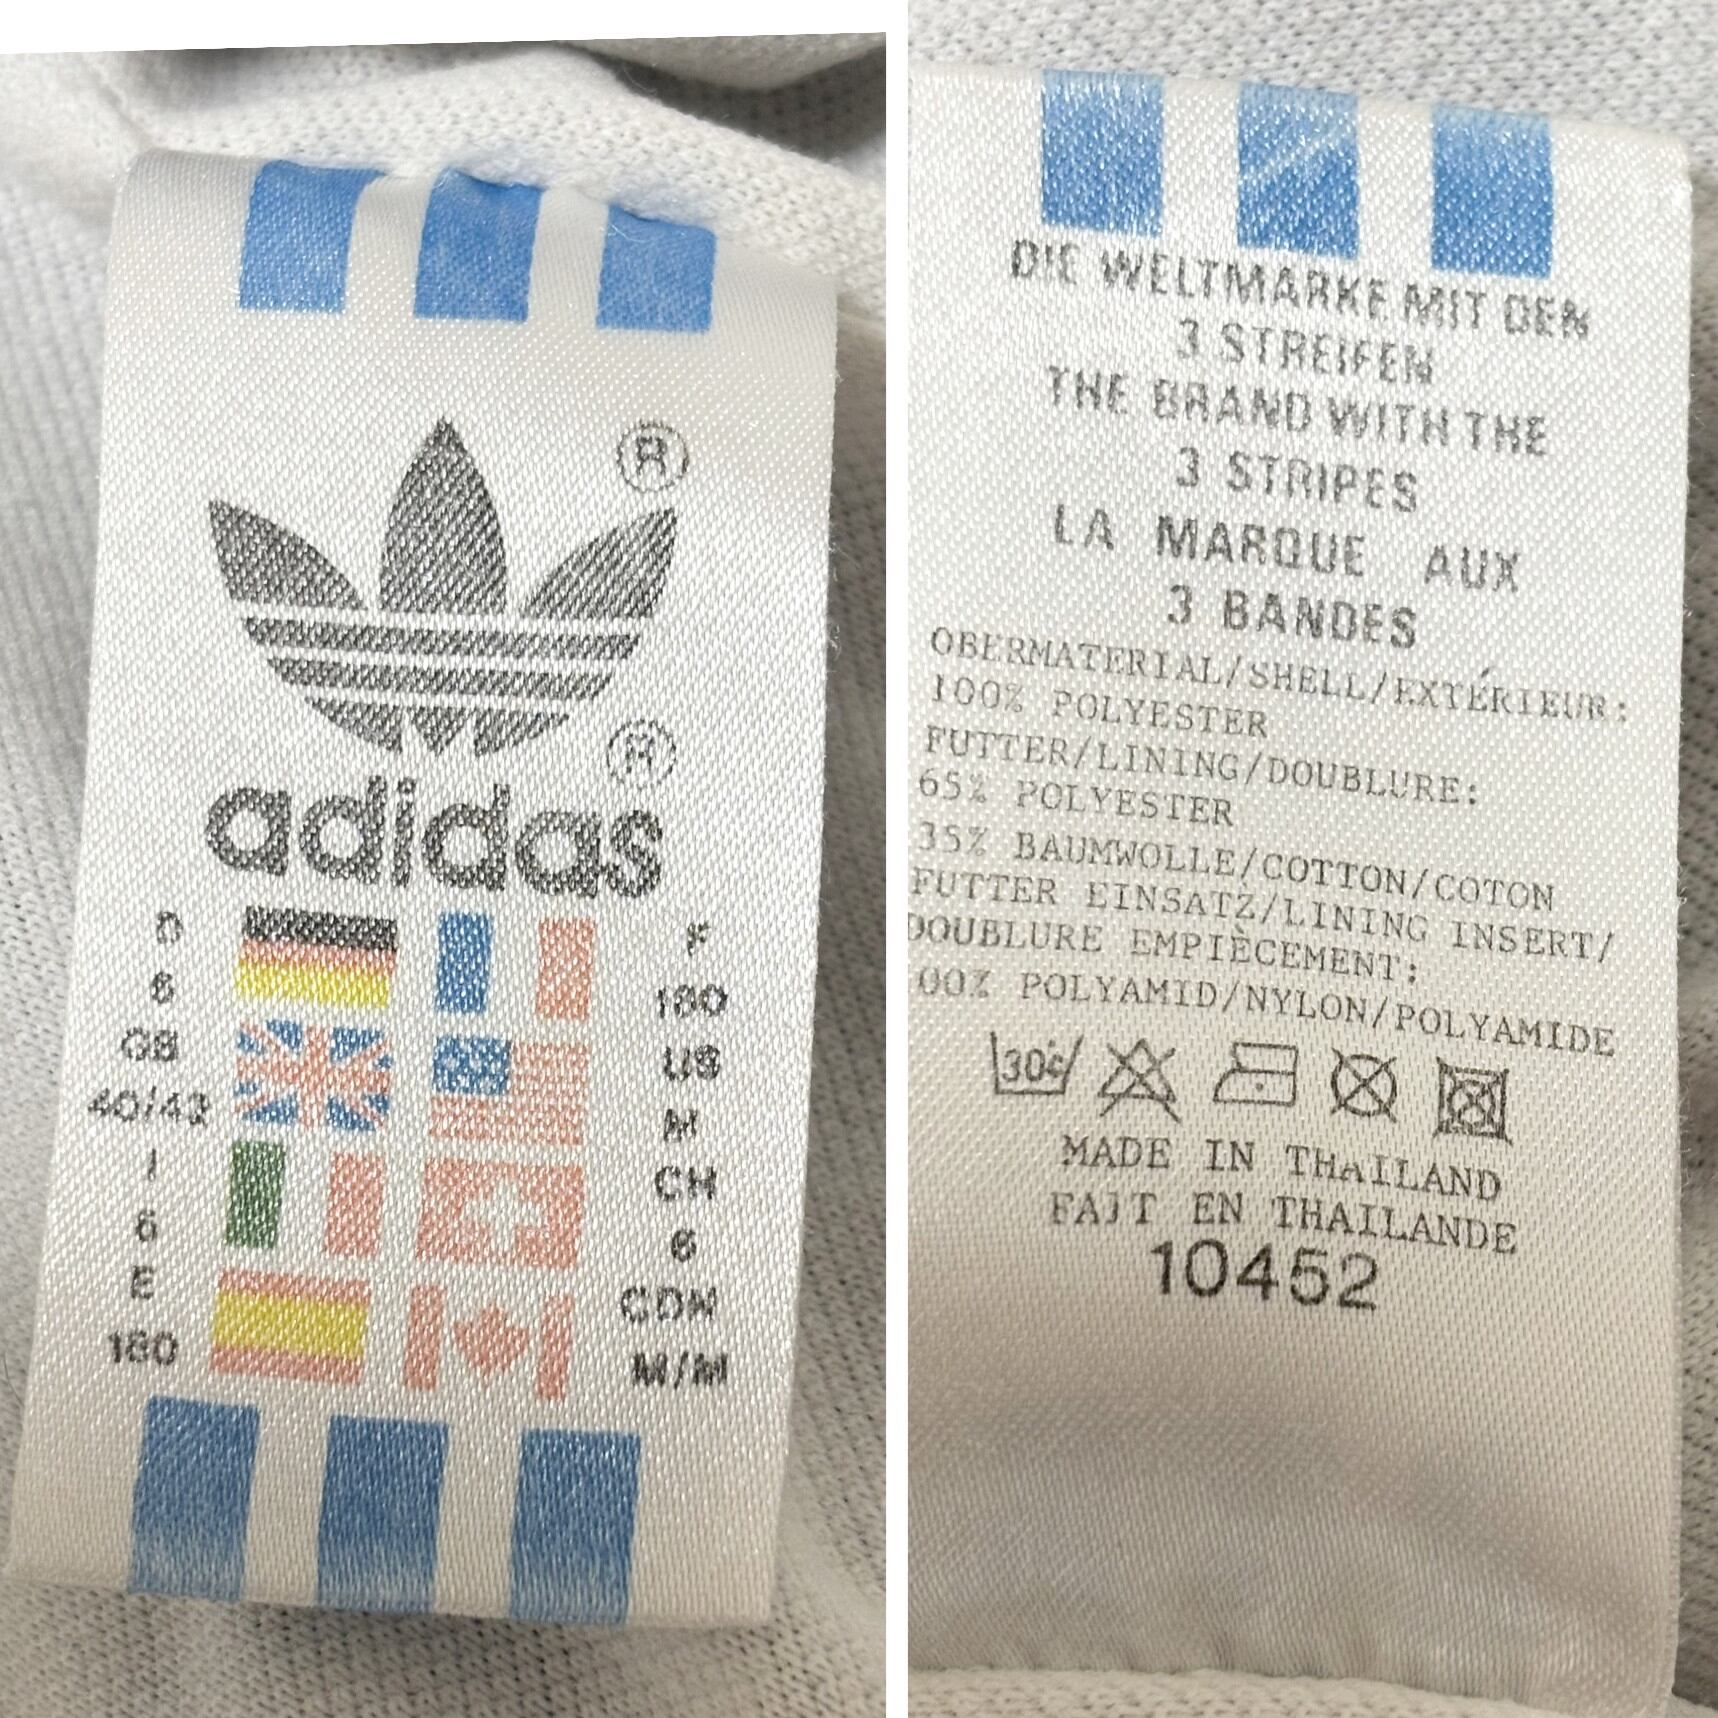 ®
®
adidas
D F
6 180
GB US
40/42 M
I CH
6 6
E CDN
180 M/M
DIE WELTMARKE MIT DEN
3 STREIFEN
THE BRAND WITH THE
3 STRIPES
LA MARQUE AUX
3 BANDES
OBERMATERIAL/SHELL/EXTÉRIEUR:
100% POLYESTER
FUTTER/LINING/DOUBLURE:
65% POLYESTER
35% BAUMWOLLE/COTTON/COTON
FUTTER EINSATZ/LINING INSERT/
DOUBLURE EMPIÈCEMENT:
00% POLYAMID/NYLON/POLYAMIDE
30°c
MADE IN THAILAND
FAIT EN THAILANDE
10452